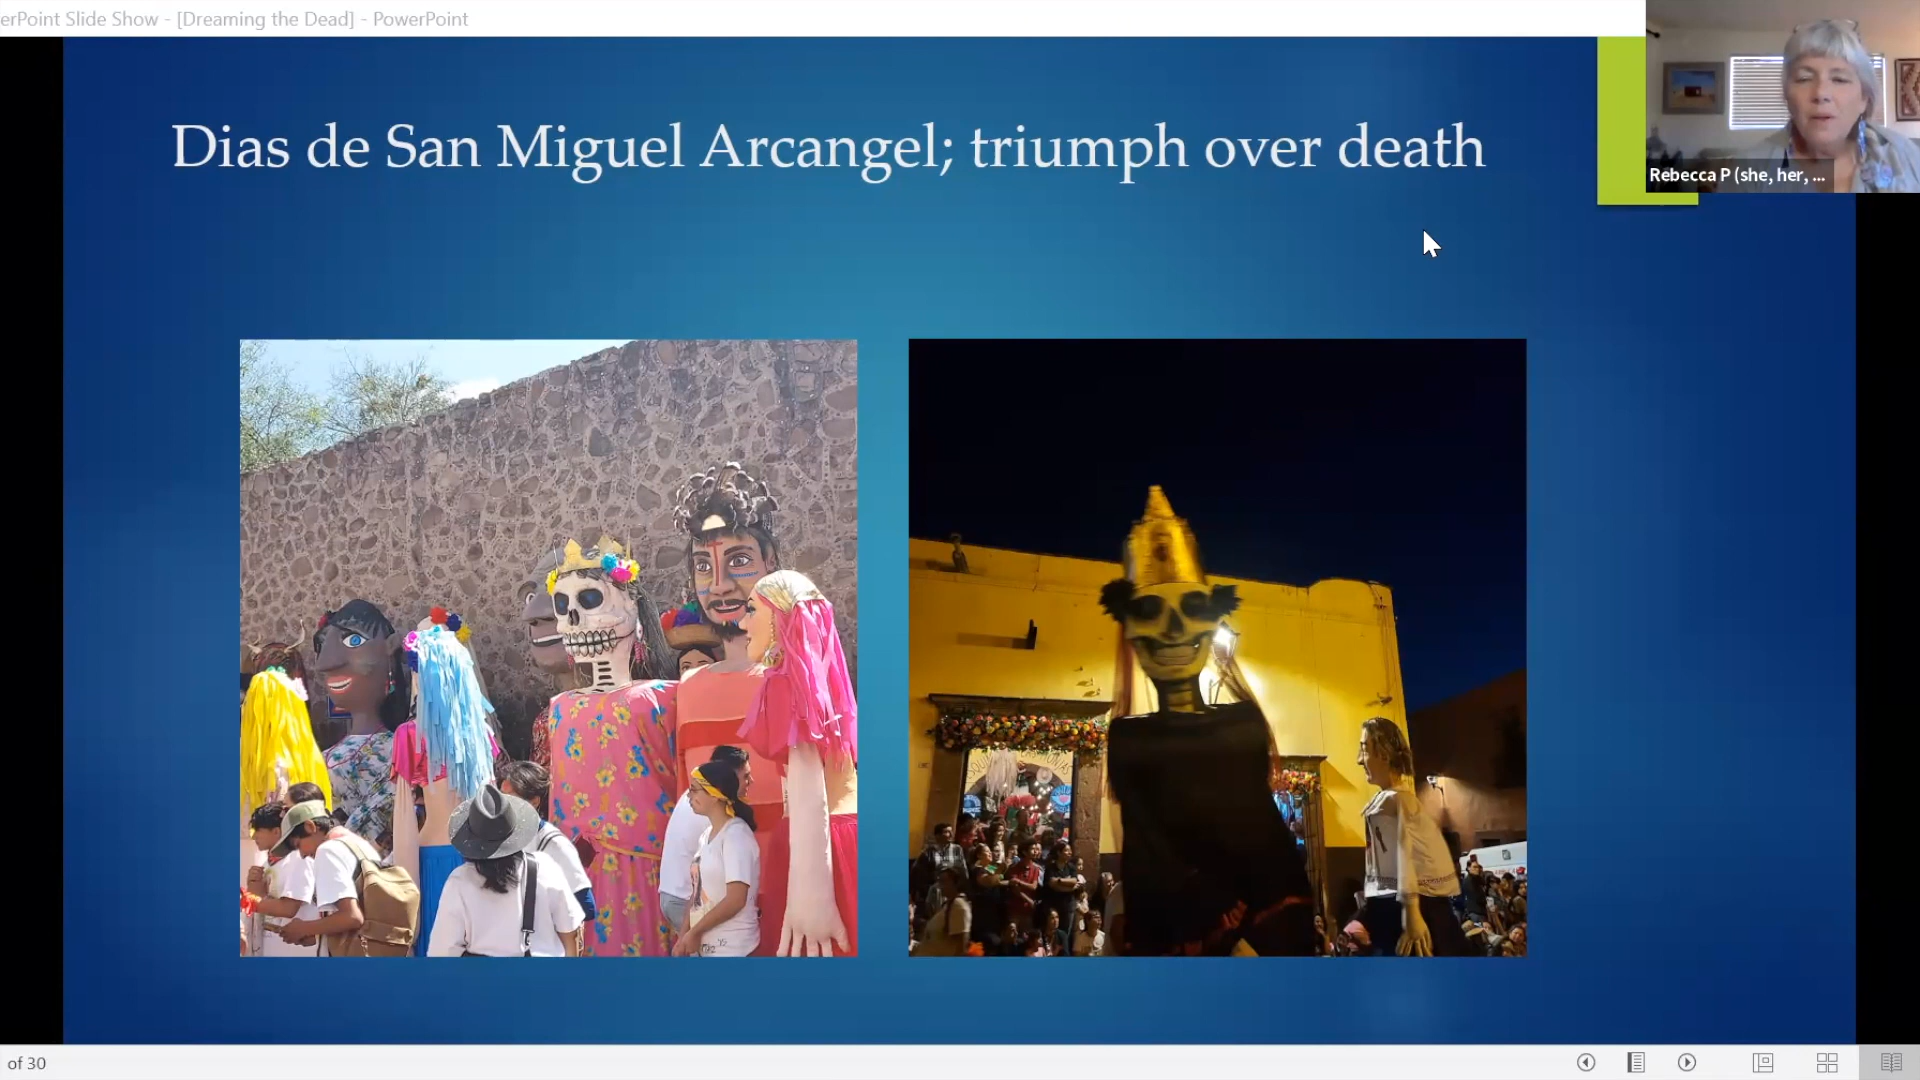 erPoint Slide Show - [Dreaming the Dead] - PowerPoint
Dias de San Miguel Arcangel; triumph over death
Rebecca P (she, her, ...
of 30